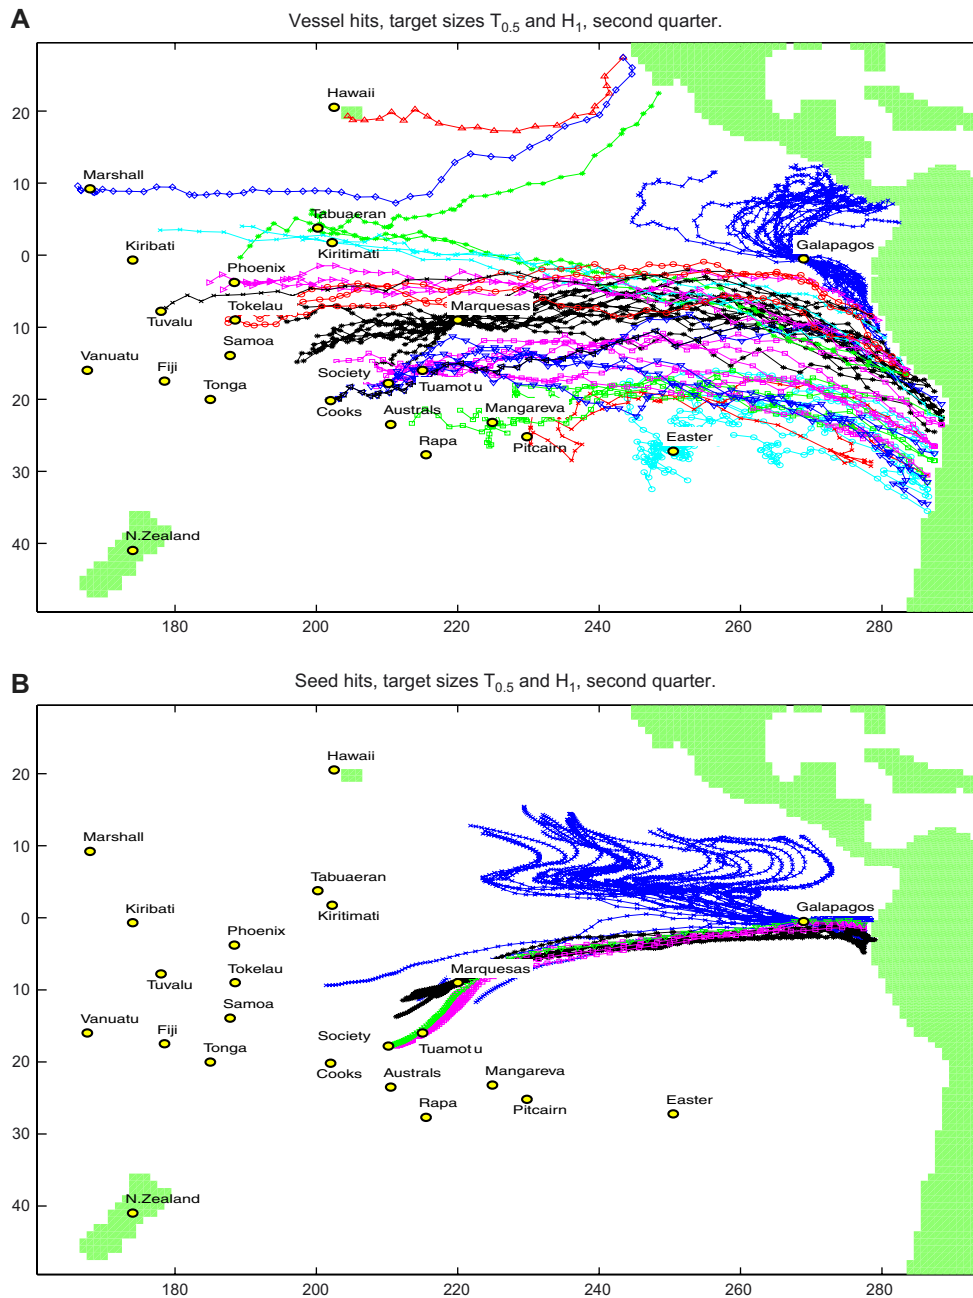 A
Vessel hits, target sizes T0.5 and H1, second quarter.
20
10
0
10
20
30
40
Hawaii
Marshall
Tabuaeran
Kiribati
Kiritimati
Galapagos
Phoenix
Tuvalu
Tokelau
Marquesas
Samoa
Vanuatu
Fiji
Tonga
Society
Tuamotu
Cooks
Australs
Mangareva
Rapa
Pitcairn
Easter
N.Zealand
180
200
220
240
260
280
B
Seed hits, target sizes T0.5 and H1, second quarter.
20
10
0
10
20
30
40
Hawaii
Marshall
Tabuaeran
Kiribati
Kiritimati
Galapagos
Phoenix
Tuvalu
Tokelau
Marquesas
Samoa
Vanuatu
Fiji
Tonga
Society
Tuamotu
Cooks
Australs
Mangareva
Rapa
Pitcairn
Easter
N.Zealand
180
200
220
240
260
280